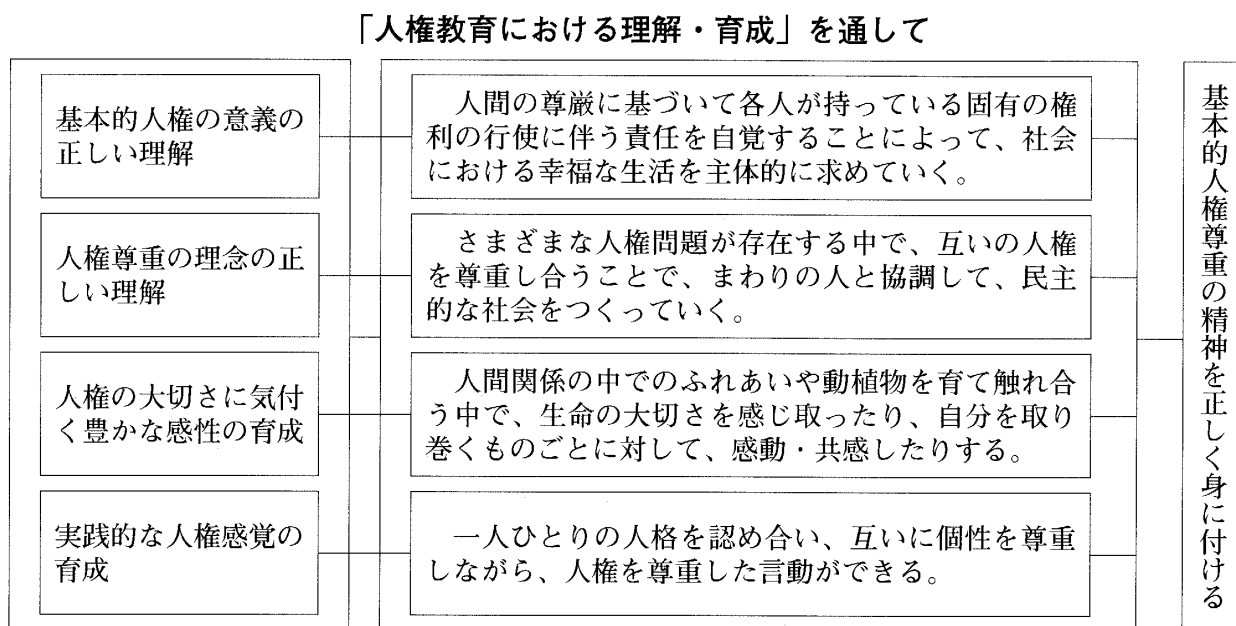 「人権教育における理解・育成」を通して
基本的人権の意義の
正しい理解
人間の尊厳に基づいて各人が持っている固有の権
利の行使に伴う責任を自覚することによって、社会
における幸福な生活を主体的に求めていく。
人権尊重の理念の正
しい理解
さまざまな人権問題が存在する中で、互いの人権
を尊重し合うことで、まわりの人と協調して、民主
的な社会をつくっていく。
人権の大切さに気付
く豊かな感性の育成
人間関係の中でのふれあいや動植物を育て触れ合
う中で、生命の大切さを感じ取ったり、自分を取り
巻くものごとに対して、感動・共感したりする。
実践的な人権感覚の
育成
一人ひとりの人格を認め合い、互いに個性を尊重
しながら、人権を尊重した言動ができる。
基本的人権尊重の精神を正しく身に付ける